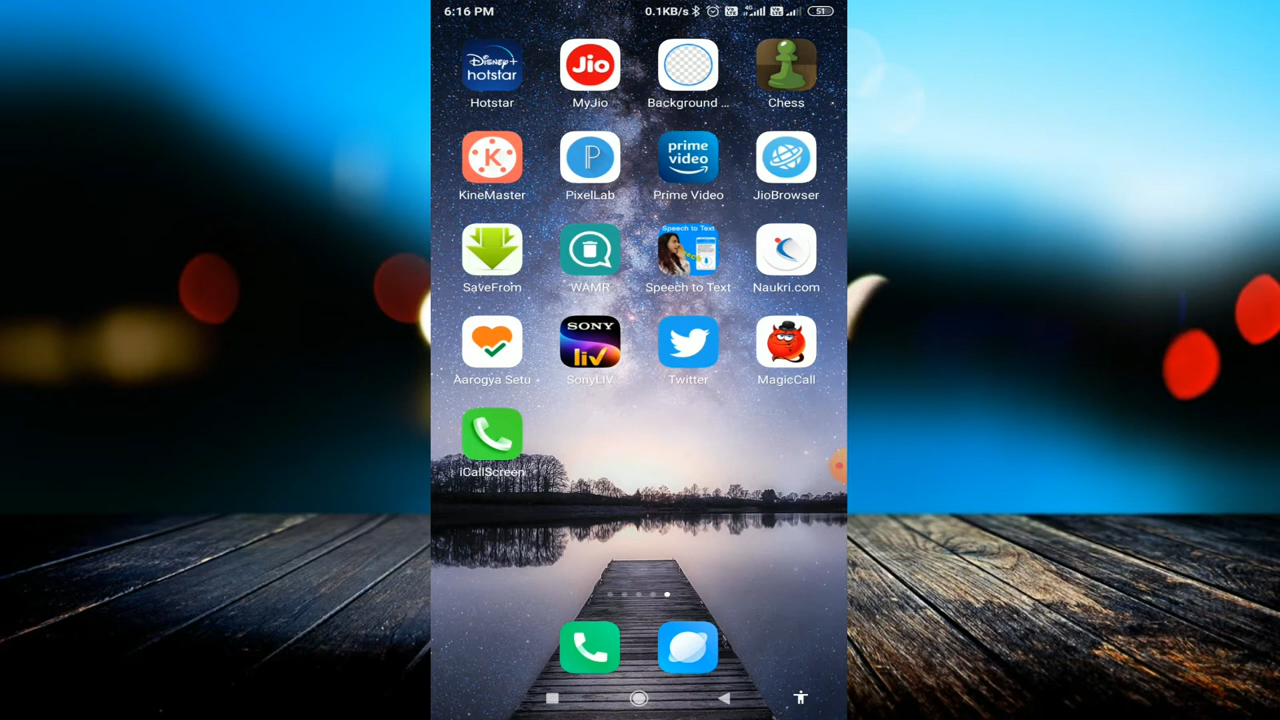 6:16 PM 0.1KB/s 4G 51
Disney+ hotstar
Jio
Hotstar MyJio Background ... Chess
K
P
prime video
KineMaster PixelLab Prime Video JioBrowser
Speech to Text
SaveFrom WAMR Speech to Text Naukri.com
SONY liv
Aarogya Setu SonyLIV Twitter MagicCall
iCallScreen